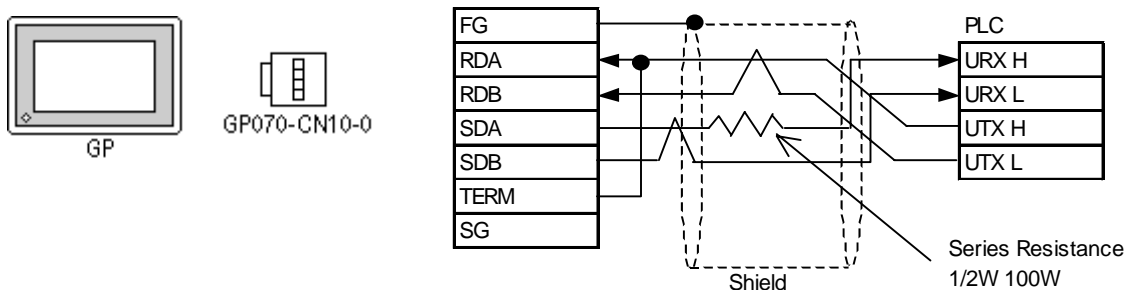 GP
GP070-CN10-0
FG
RDA
RDB
SDA
SDB
TERM
SG
Shield
PLC
URX H
URX L
UTX H
UTX L
Series Resistance
1/2W 100W